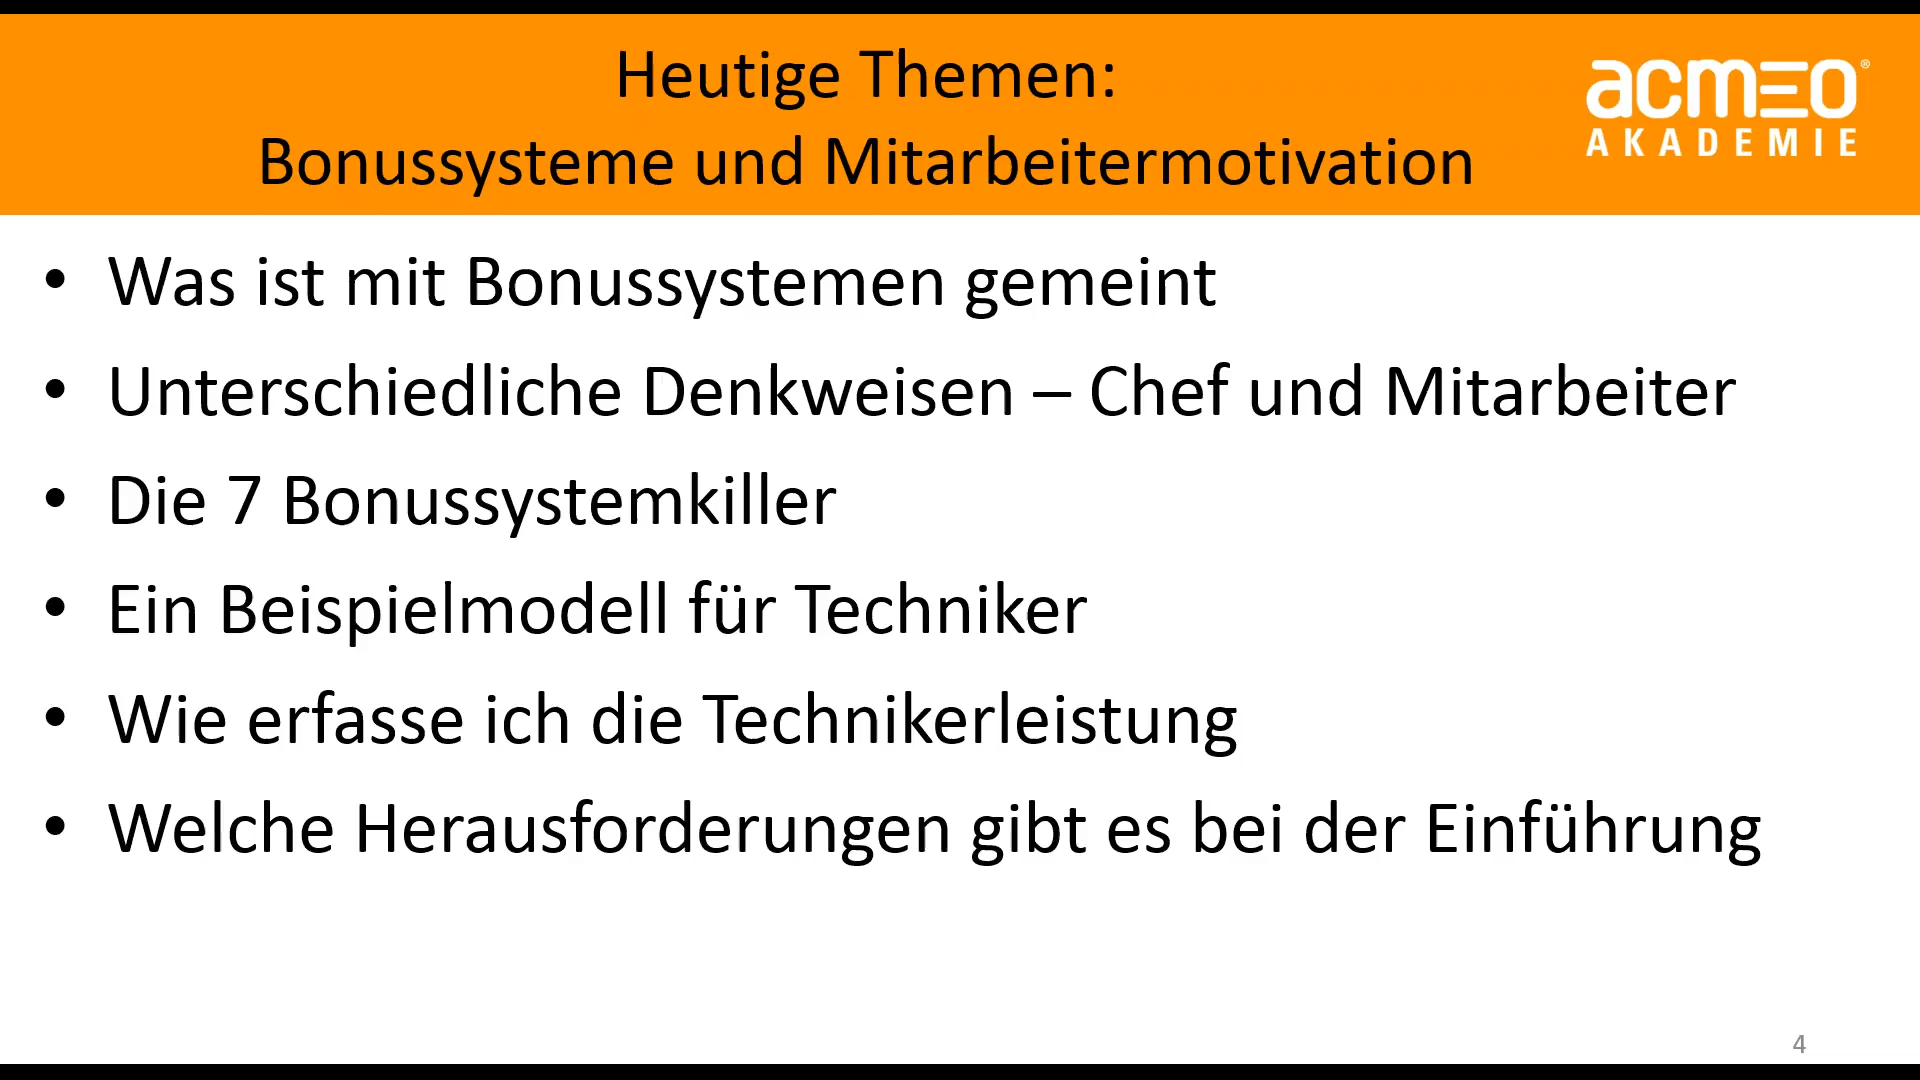 Heutige Themen:
Bonussysteme und Mitarbeitermotivation
acmeo®
AKADEMIE
• Was ist mit Bonussystemen gemeint
• Unterschiedliche Denkweisen – Chef und Mitarbeiter
• Die 7 Bonussystemkiller
• Ein Beispielmodell für Techniker
• Wie erfasse ich die Technikerleistung
• Welche Herausforderungen gibt es bei der Einführung
4